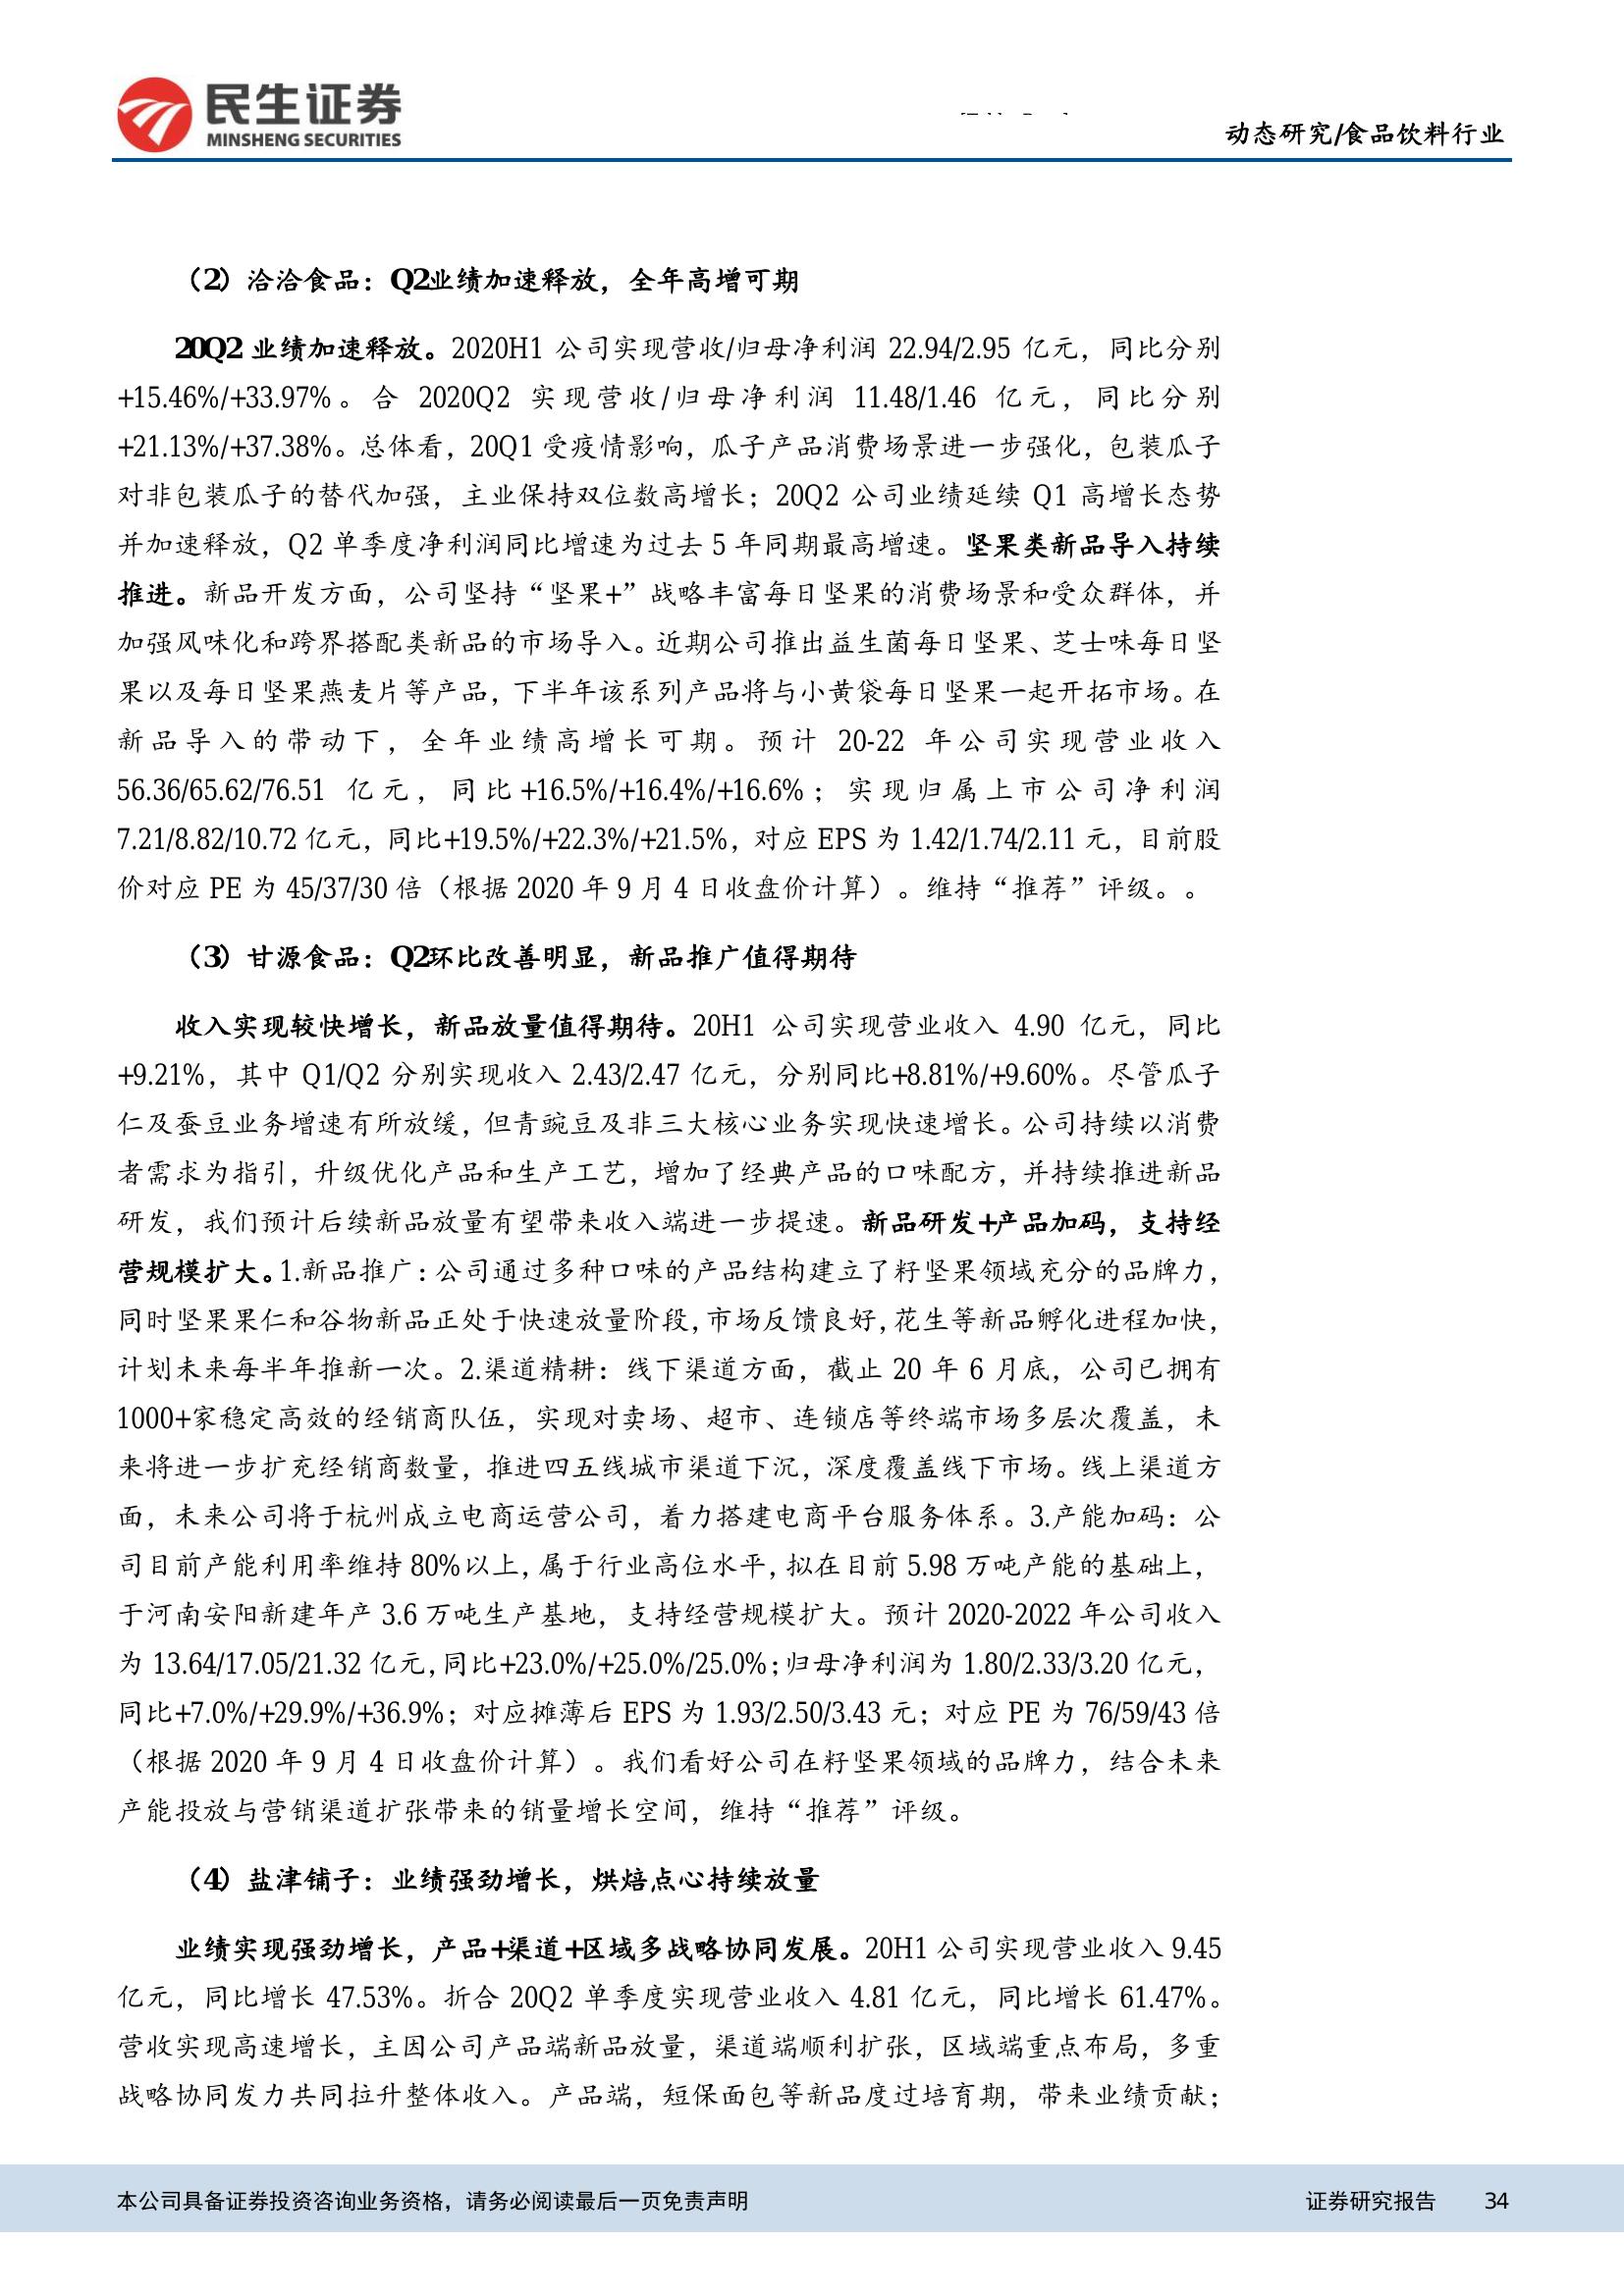 民生证券
MINSHENG SECURITIES
动态研究/食品饮料行业
（2）洽洽食品：Q2业绩加速释放，全年高增可期
20Q2 业绩加速释放。2020H1 公司实现营收/归母净利润 22.94/2.95 亿元，同比分别
+15.46%/+33.97%。合 2020Q2 实现营收/归母净利润 11.48/1.46 亿元，同比分别
+21.13%/+37.38%。总体看，20Q1 受疫情影响，瓜子产品消费场景进一步强化，包装瓜子
对非包装瓜子的替代加强，主业保持双位数高增长；20Q2 公司业绩延续 Q1 高增长态势
并加速释放，Q2 单季度净利润同比增速为过去 5 年同期最高增速。坚果类新品导入持续
推进。新品开发方面，公司坚持“坚果+”战略丰富每日坚果的消费场景和受众群体，并
加强风味化和跨界搭配类新品的市场导入。近期公司推出益生菌每日坚果、芝士味每日坚
果以及每日坚果燕麦片等产品，下半年该系列产品将与小黄袋每日坚果一起开拓市场。在
新品导入的带动下，全年业绩高增长可期。预计 20-22 年公司实现营业收入
56.36/65.62/76.51 亿元，同比+16.5%/+16.4%/+16.6%；实现归属上市公司净利润
7.21/8.82/10.72 亿元，同比+19.5%/+22.3%/+21.5%，对应 EPS 为 1.42/1.74/2.11 元，目前股
价对应 PE 为 45/37/30 倍（根据 2020 年 9 月 4 日收盘价计算）。维持“推荐”评级。。
（3）甘源食品：Q2环比改善明显，新品推广值得期待
收入实现较快增长，新品放量值得期待。20H1 公司实现营业收入 4.90 亿元，同比
+9.21%，其中 Q1/Q2 分别实现收入 2.43/2.47 亿元，分别同比+8.81%/+9.60%。尽管瓜子
仁及蚕豆业务增速有所放缓，但青豌豆及非三大核心业务实现快速增长。公司持续以消费
者需求为指引，升级优化产品和生产工艺，增加了经典产品的口味配方，并持续推进新品
研发，我们预计后续新品放量有望带来收入端进一步提速。新品研发+产品加码，支持经
营规模扩大。1.新品推广：公司通过多种口味的产品结构建立了籽坚果领域充分的品牌力，
同时坚果果仁和谷物新品正处于快速放量阶段，市场反馈良好，花生等新品孵化进程加快，
计划未来每半年推新一次。2.渠道精耕：线下渠道方面，截止 20 年 6 月底，公司已拥有
1000+家稳定高效的经销商队伍，实现对卖场、超市、连锁店等终端市场多层次覆盖，未
来将进一步扩充经销商数量，推进四五线城市渠道下沉，深度覆盖线下市场。线上渠道方
面，未来公司将于杭州成立电商运营公司，着力搭建电商平台服务体系。3.产能加码：公
司目前产能利用率维持 80%以上，属于行业高位水平，拟在目前 5.98 万吨产能的基础上，
于河南安阳新建年产 3.6 万吨生产基地，支持经营规模扩大。预计 2020-2022 年公司收入
为 13.64/17.05/21.32 亿元，同比+23.0%/+25.0%/25.0%；归母净利润为 1.80/2.33/3.20 亿元，
同比+7.0%/+29.9%/+36.9%；对应摊薄后 EPS 为 1.93/2.50/3.43 元；对应 PE 为 76/59/43 倍
（根据 2020 年 9 月 4 日收盘价计算）。我们看好公司在籽坚果领域的品牌力，结合未来
产能投放与营销渠道扩张带来的销量增长空间，维持“推荐”评级。
（4）盐津铺子：业绩强劲增长，烘焙点心持续放量
业绩实现强劲增长，产品+渠道+区域多战略协同发展。20H1 公司实现营业收入 9.45
亿元，同比增长 47.53%。折合 20Q2 单季度实现营业收入 4.81 亿元，同比增长 61.47%。
营收实现高速增长，主因公司产品端新品放量，渠道端顺利扩张，区域端重点布局，多重
战略协同发力共同拉升整体收入。产品端，短保面包等新品度过培育期，带来业绩贡献；
本公司具备证券投资咨询业务资格，请务必阅读最后一页免责声明
证券研究报告 34